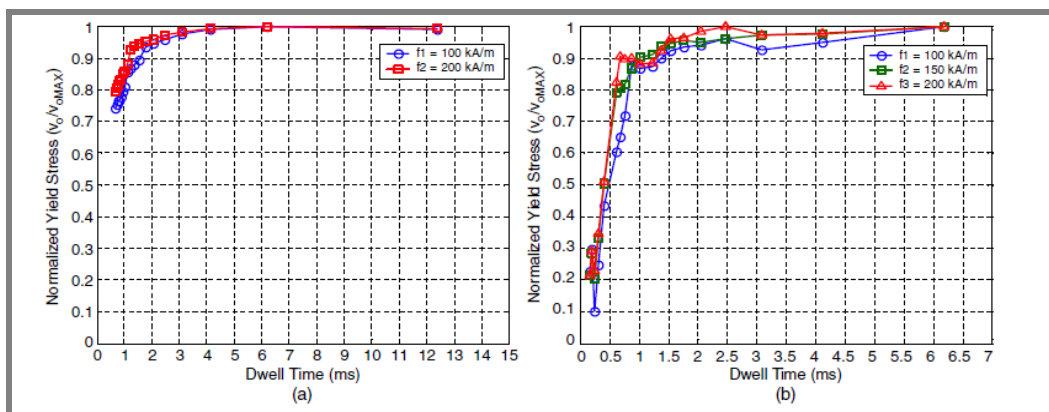 Normalized Yield Stress (vo/voMAX)
1
0.9
0.8
0.7
0.6
0.5
0.4
0.3
0.2
0.1
0
0 1 2 3 4 5 6 7 8 9 10 11 12 13 14 15
Dwell Time (ms)
(a)
f1 = 100 kA/m
f2 = 200 kA/m
Normalized Yield Stress (vo/voMAX)
1
0.9
0.8
0.7
0.6
0.5
0.4
0.3
0.2
0.1
0
0 0.5 1 1.5 2 2.5 3 3.5 4 4.5 5 5.5 6 6.5 7
Dwell Time (ms)
(b)
f1 = 100 kA/m
f2 = 150 kA/m
f3 = 200 kA/m